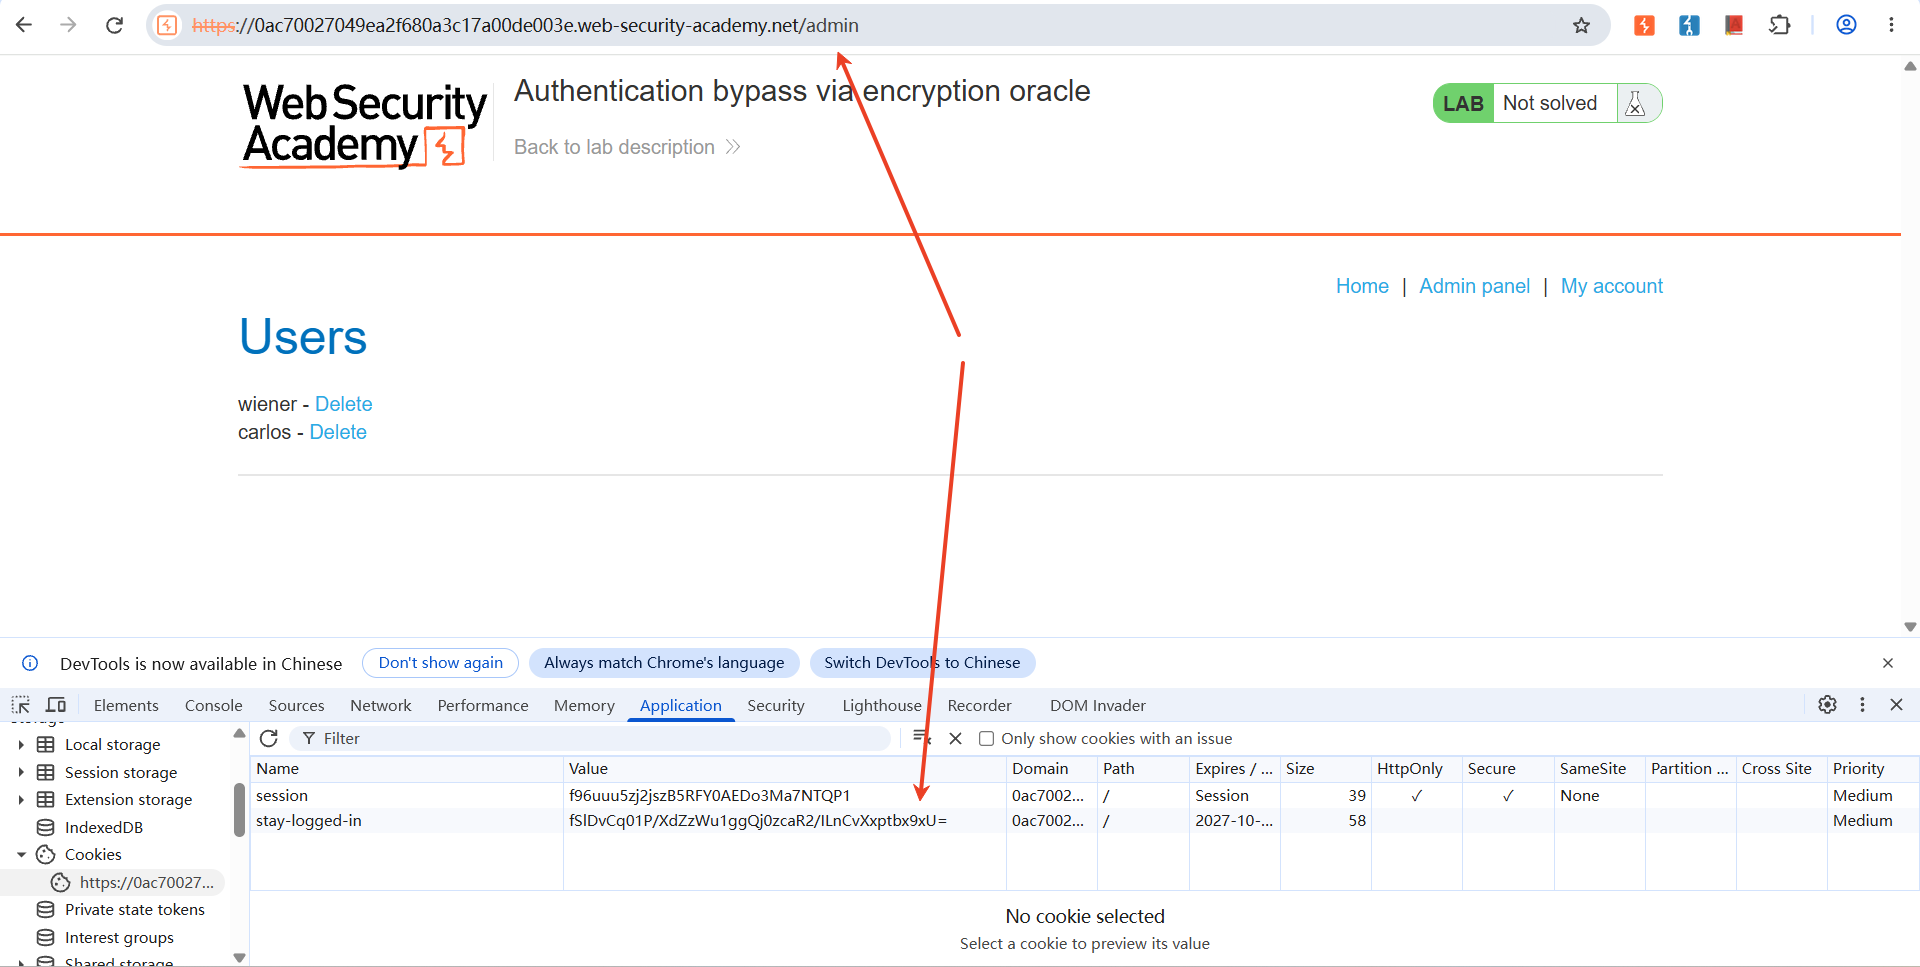 https://0ac70027049ea2f680a3c17a00de003e.web-security-academy.net/admin
Web Security Academy
Authentication bypass via encryption oracle
Back to lab description
LAB Not solved
Home | Admin panel | My account
Users
wiener - Delete
carlos - Delete
DevTools is now available in Chinese Don't show again Always match Chrome's language Switch DevTools to Chinese
Elements Console Sources Network Performance Memory Application Security Lighthouse Recorder DOM Invader
Storage
Local storage
Session storage
Extension storage
IndexedDB
Cookies
https://0ac70027...
Private state tokens
Interest groups
Shared storage
Filter Only show cookies with an issue
Name Value Domain Path Expires / ... Size HttpOnly Secure SameSite Partition ... Cross Site Priority
session f96uuu5zj2jszB5RFY0AEDo3Ma7NTQP1 0ac7002... / Session 39 ✓ ✓ None Medium
stay-logged-in fSlDvCq01P/XdZzWu1ggQj0zcaR2/ILnCvXxptbx9xU= 0ac7002... / 2027-10-... 58 Medium
No cookie selected
Select a cookie to preview its value